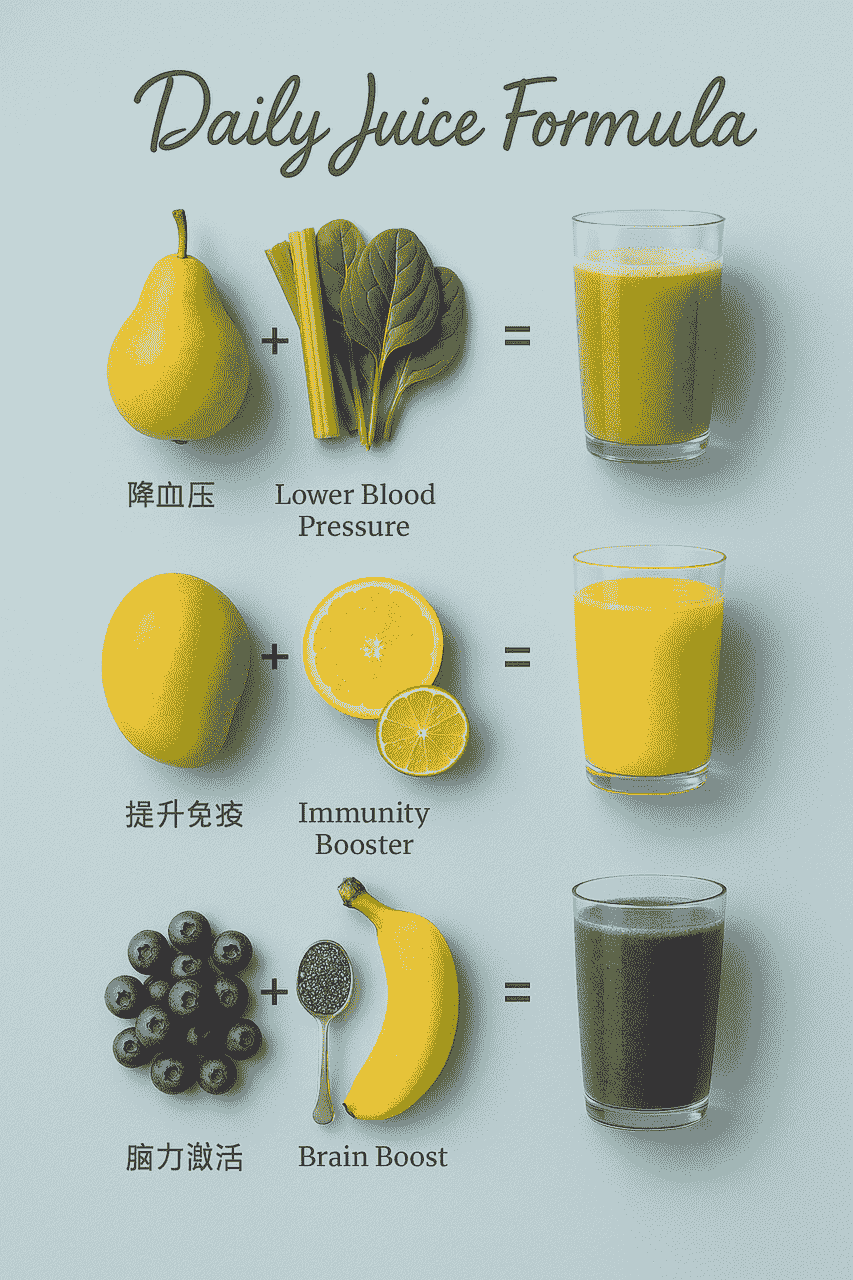 Daily Juice Formula
+
=
降血压
Lower Blood
Pressure
+
=
提升免疫
Immunity
Booster
+
=
脑力激活
Brain Boost